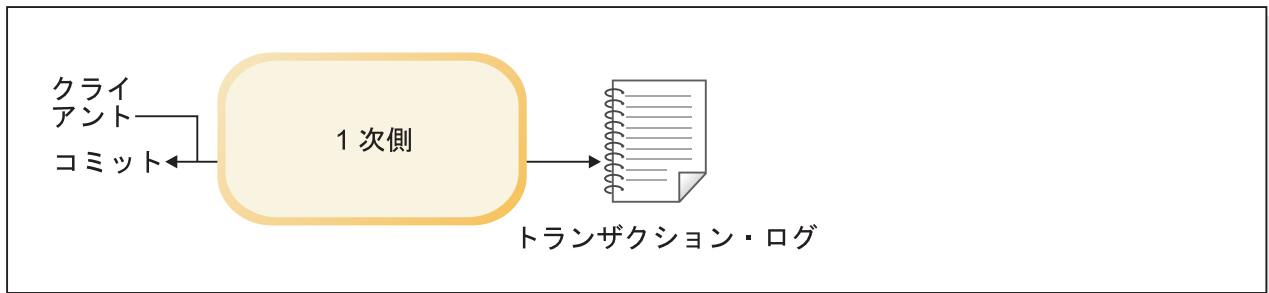 クライ
アント
コミット
1 次側
トランザクション・ログ